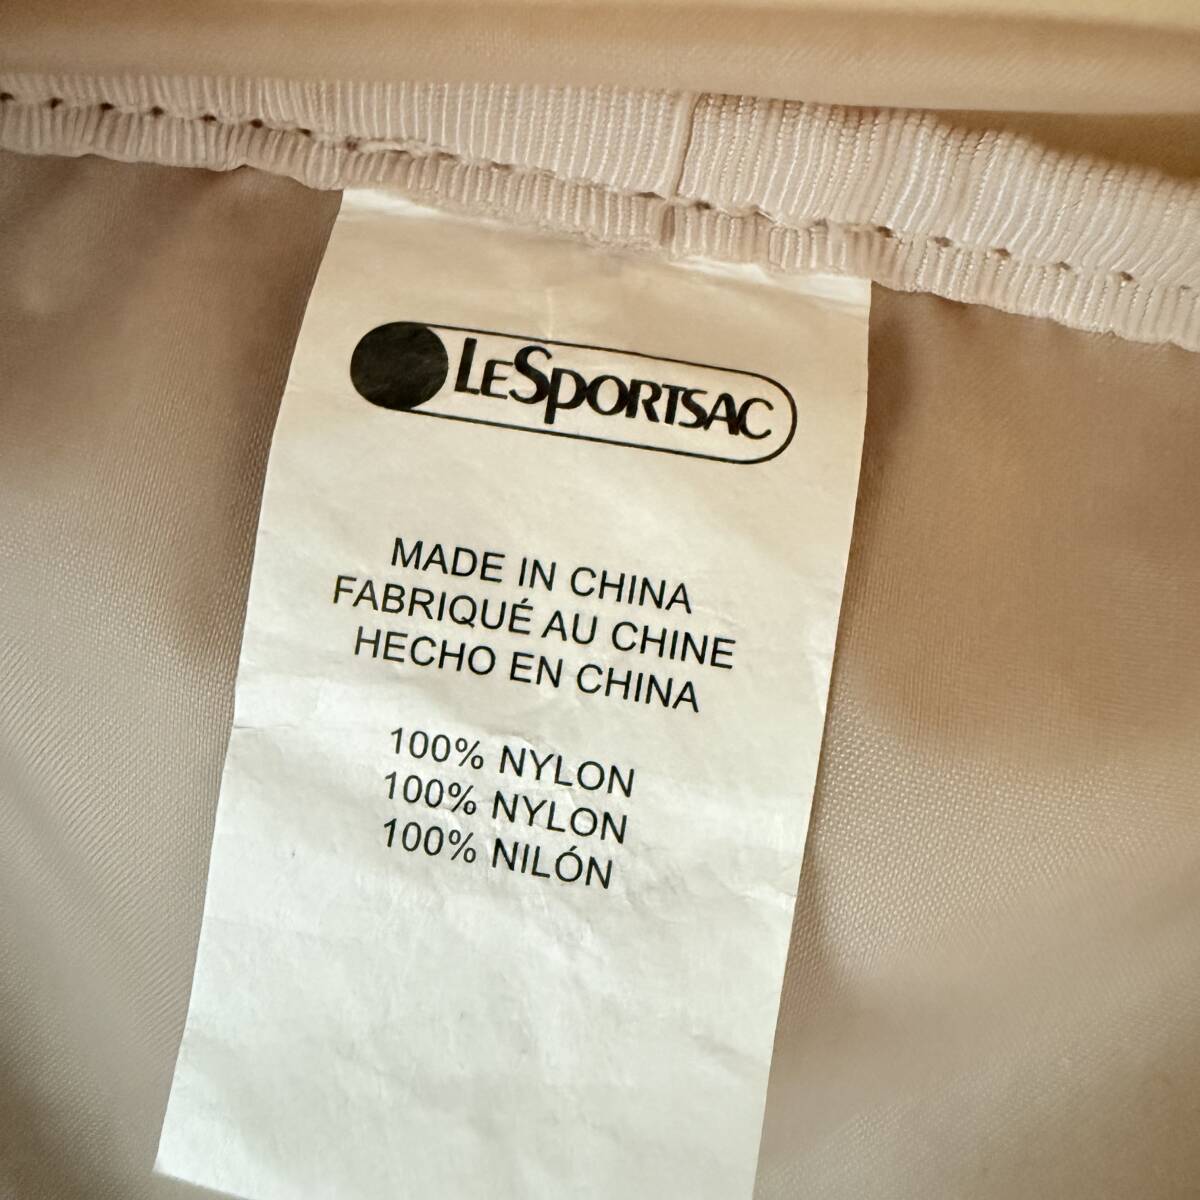 LESPORTSAC
MADE IN CHINA
FABRIQUÉ AU CHINE
HECHO EN CHINA
100% NYLON
100% NYLON
100% NILÓN